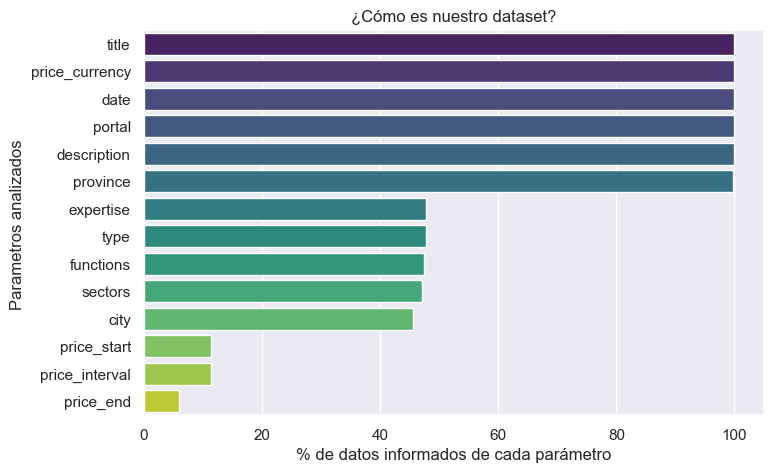 ¿Cómo es nuestro dataset?
Parametros analizados
title
price_currency
date
portal
description
province
expertise
type
functions
sectors
city
price_start
price_interval
price_end
0 20 40 60 80 100
% de datos informados de cada parámetro